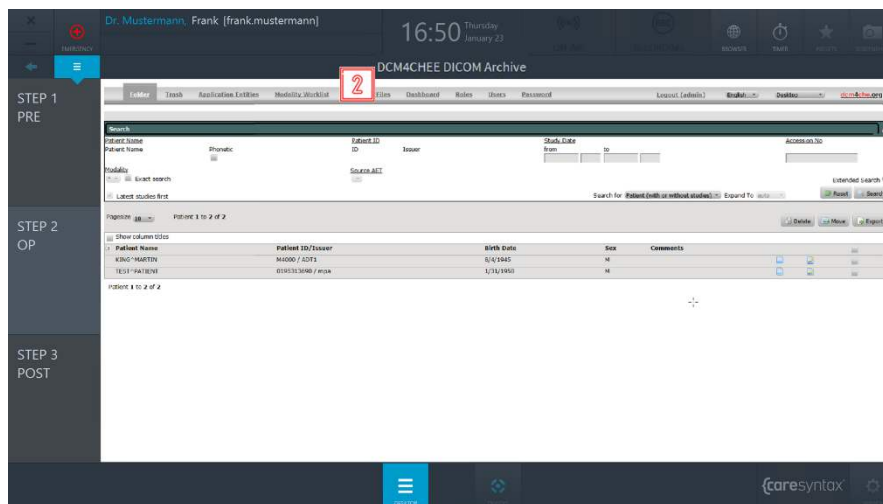 Dr. Mustermann, Frank [frank.mustermann]
16:50 Thursday January 23
EMERGENCY
DCM4CHEE DICOM Archive
STEP 1
PRE
STEP 2
OP
STEP 3
POST
2
Folder Trash Application Entities Modality Worklist Files Dashboard Roles Users Password Logout [admin] English Desktop dcm4che.org
Search
Patient Name Patient ID Study Date Accession No
Patient Name Phonetic ID Issuer from to
Modality Source AET
Exact search Extended Search
Latest studies first Search for Patient (with or without studies) Expand To auto Reset Search
Pagesize 10 Patient 1 to 2 of 2 Delete Move Export
Show column titles
Patient Name Patient ID/Issuer Birth Date Sex Comments
KING^MARTIN M4000 / ADT1 8/4/1945 M
TEST^PATIENT 0195313690 / mpa 1/31/1950 M
Patient 1 to 2 of 2
{caresyntax